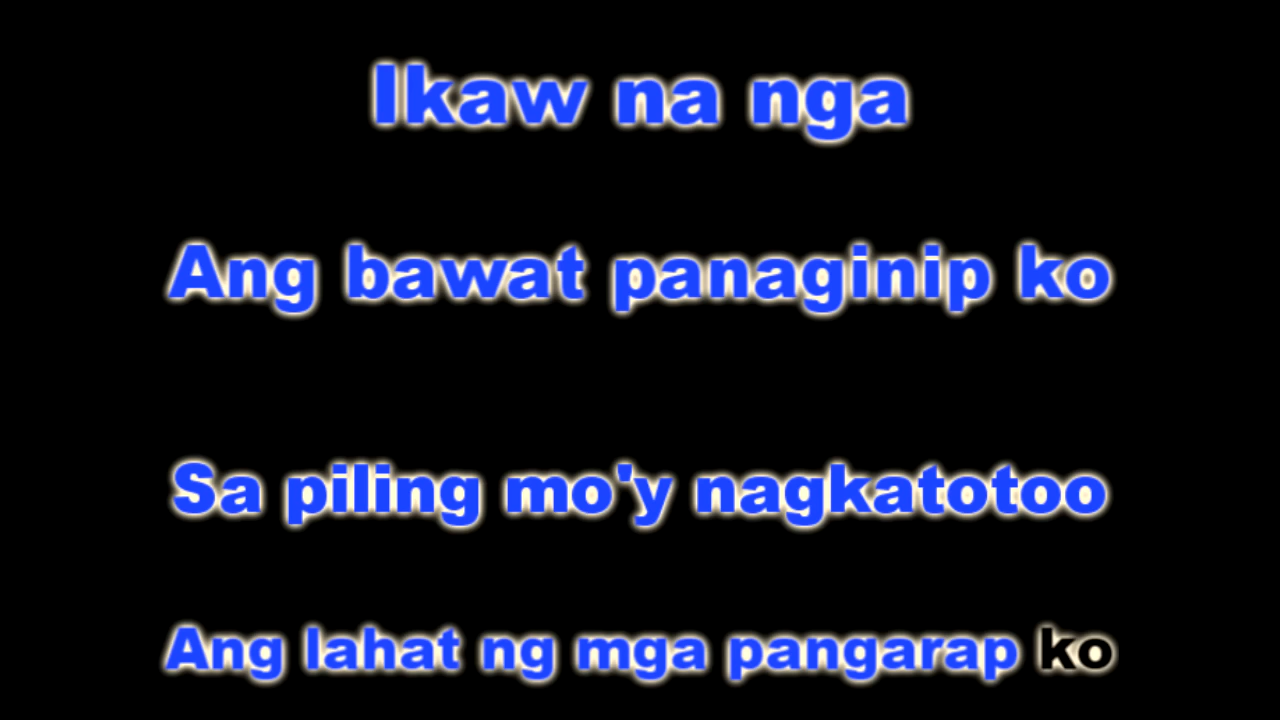 Ikaw na nga
Ang bawat panaginip ko
Sa piling mo'y nagkatotoo
Ang lahat ng mga pangarap ko